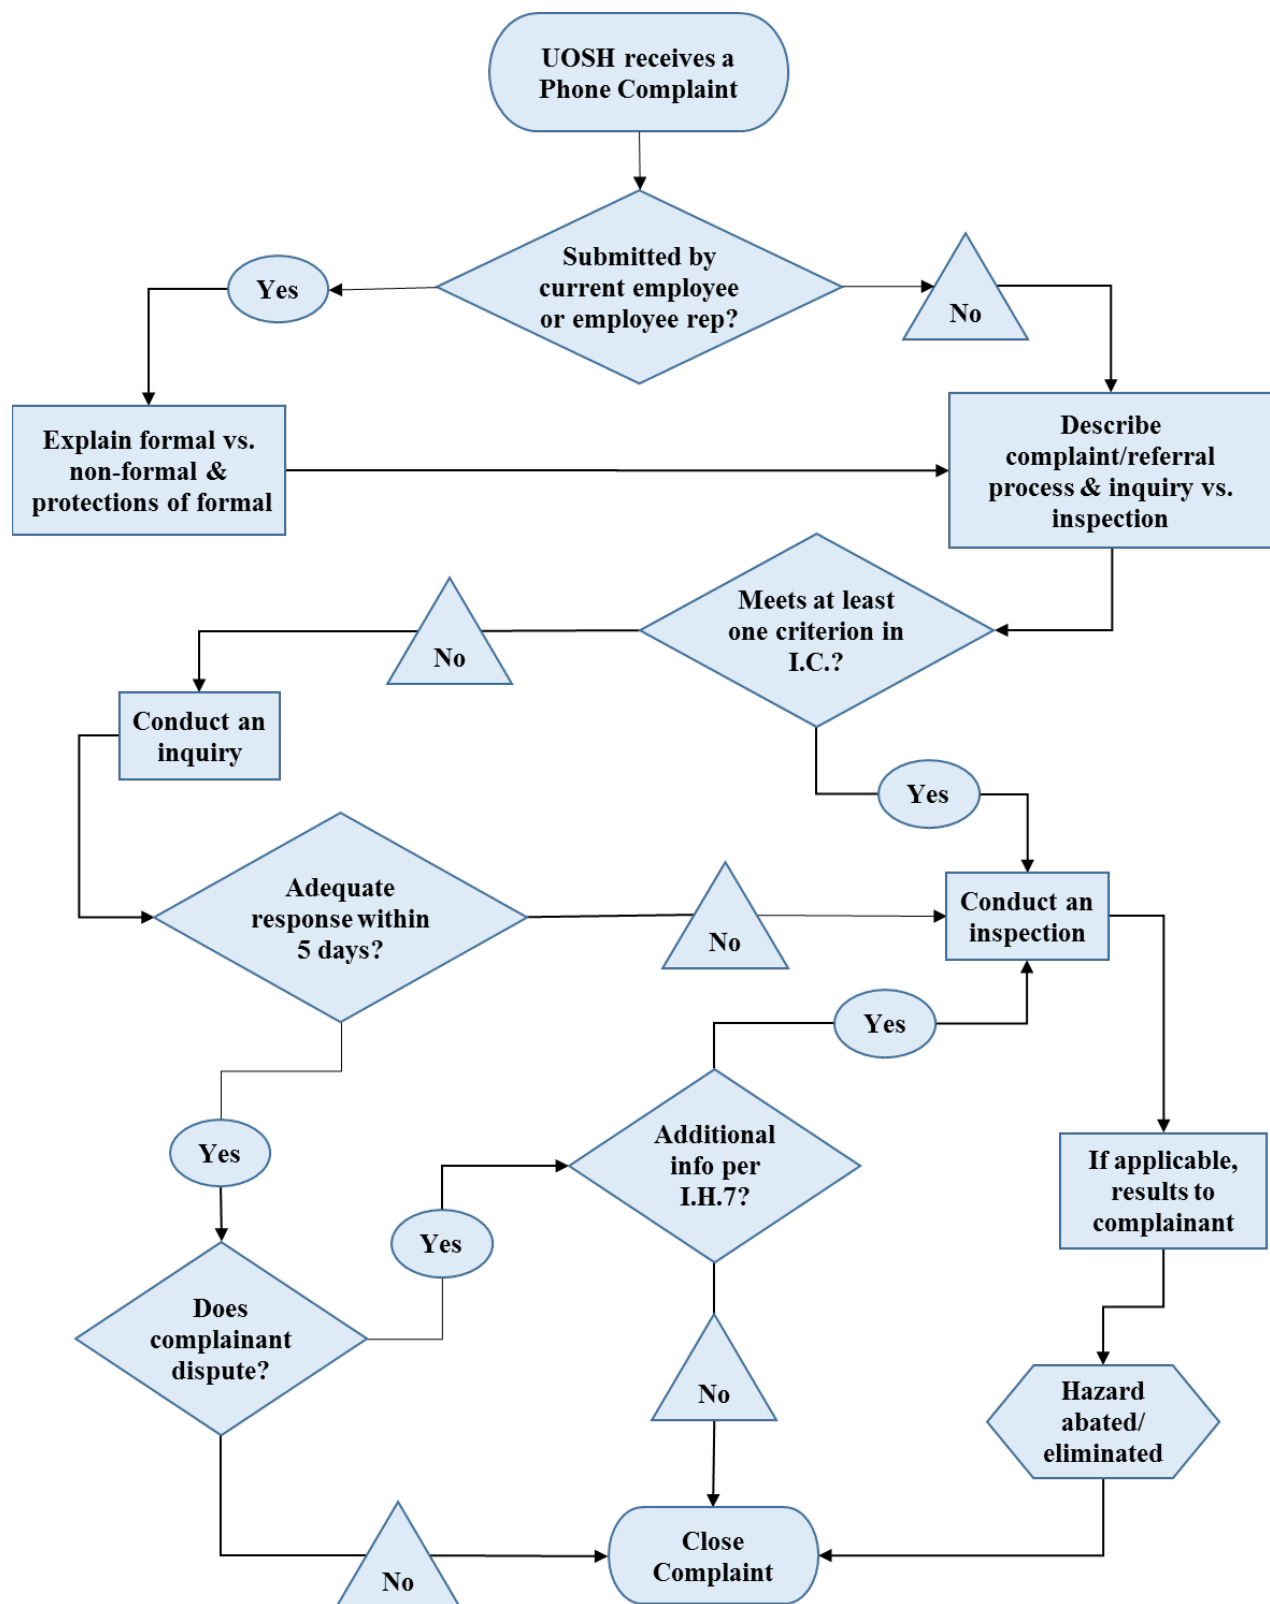 UOSH receives a
Phone Complaint
Submitted by
current employee
or employee rep?
Yes
No
Explain formal vs.
non-formal &
protections of formal
Describe
complaint/referral
process & inquiry vs.
inspection
Meets at least
one criterion in
I.C.?
No
Conduct an
inquiry
Yes
Adequate
response within
5 days?
No
Conduct an
inspection
Yes
Yes
Additional
info per
I.H.7?
If applicable,
results to
complainant
Yes
Does
complainant
dispute?
No
Hazard
abated/
eliminated
No
Close
Complaint